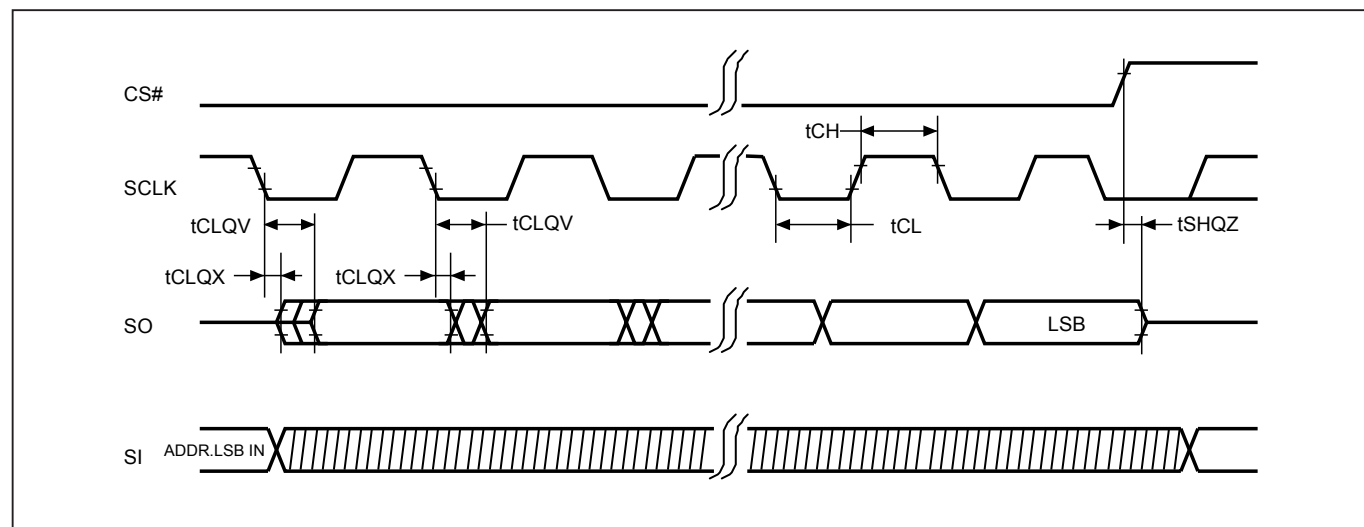 CS#
tCH
SCLK
tCLQV
tCLQV
tCL
tSHQZ
tCLQX
tCLQX
SO
LSB
SI
ADDR.LSB IN